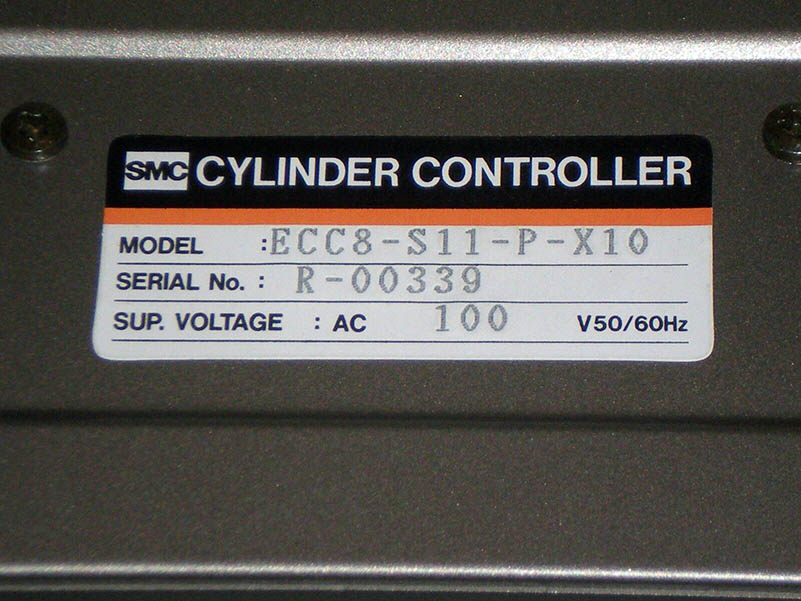 SMC CYLINDER CONTROLLER
MODEL :ECC8-S11-P-X10
SERIAL No. : R-00339
SUP. VOLTAGE : AC 100 V50/60Hz